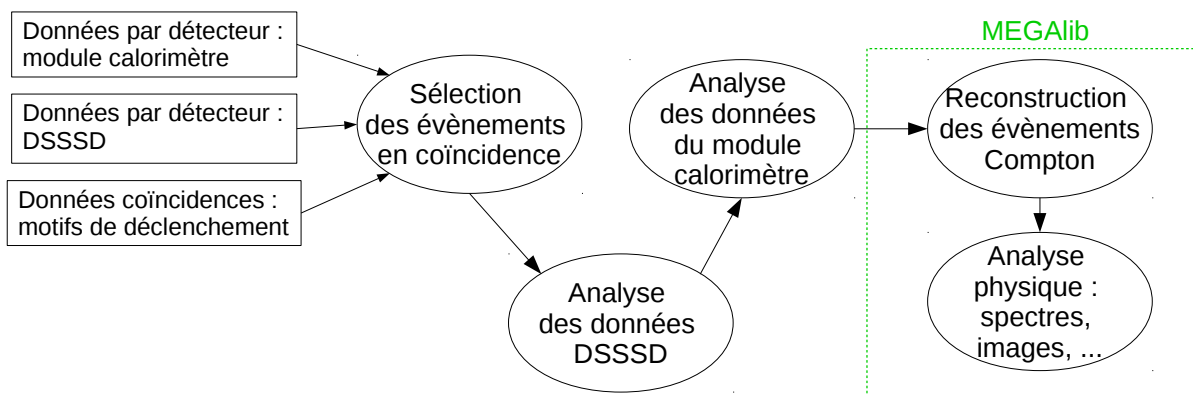 Données par détecteur :
module calorimètre
Données par détecteur :
DSSSD
Données coïncidences :
motifs de déclenchement
Sélection
des évènements
en coïncidence
Analyse
des données
DSSSD
Analyse
des données
du module
calorimètre
MEGAlib
Reconstruction
des évènements
Compton
Analyse
physique :
spectres,
images, ...